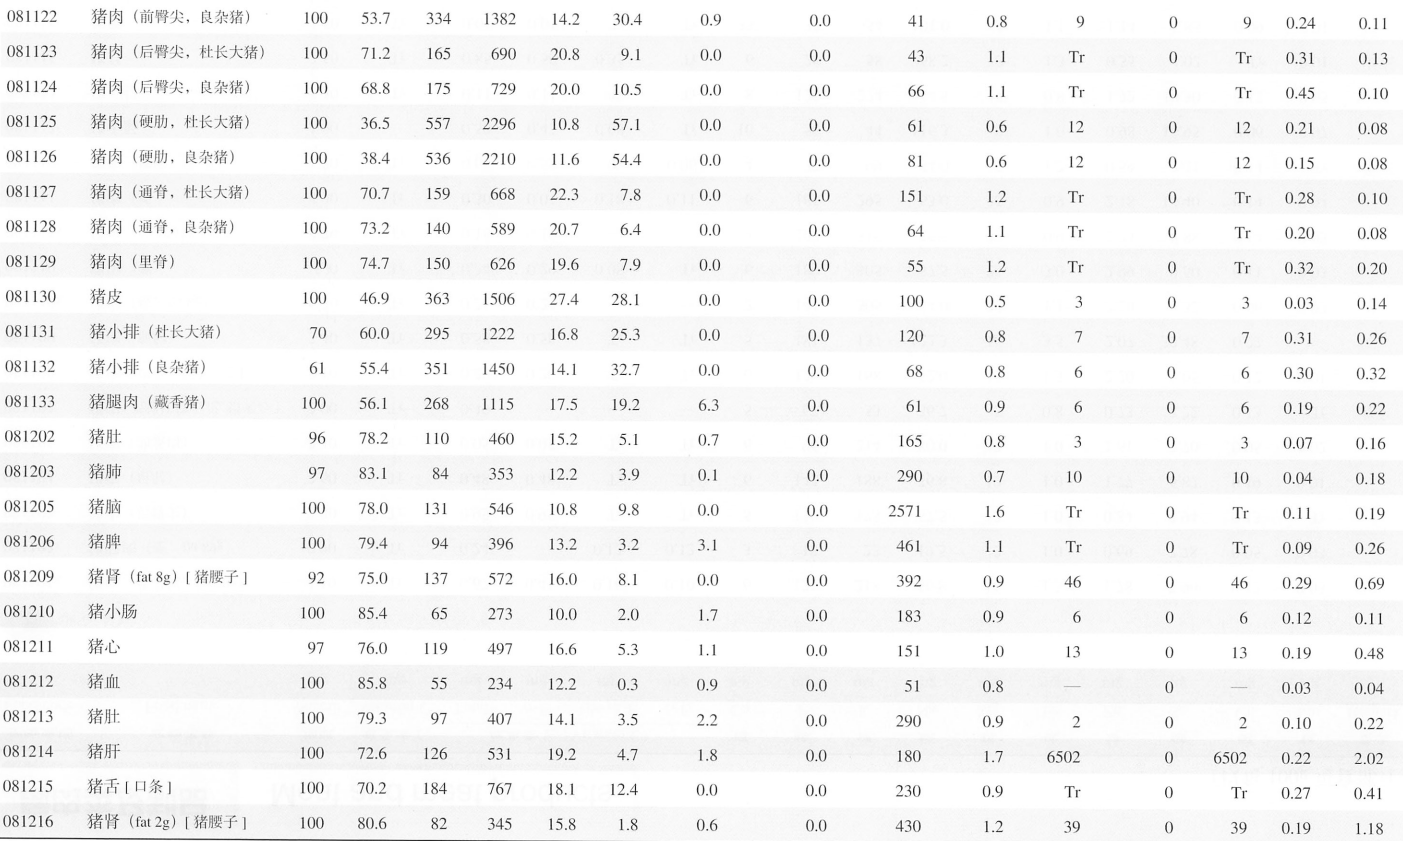 081122 猪肉（前臀尖，良杂猪） 100 53.7 334 1382 14.2 30.4 0.9 0.0 41 0.8 9 0 9 0.24 0.11
081123 猪肉（后臀尖，杜长大猪） 100 71.2 165 690 20.8 9.1 0.0 0.0 43 1.1 Tr 0 Tr 0.31 0.13
081124 猪肉（后臀尖，良杂猪） 100 68.8 175 729 20.0 10.5 0.0 0.0 66 1.1 Tr 0 Tr 0.45 0.10
081125 猪肉（硬肋，杜长大猪） 100 36.5 557 2296 10.8 57.1 0.0 0.0 61 0.6 12 0 12 0.21 0.08
081126 猪肉（硬肋，良杂猪） 100 38.4 536 2210 11.6 54.4 0.0 0.0 81 0.6 12 0 12 0.15 0.08
081127 猪肉（通脊，杜长大猪） 100 70.7 159 668 22.3 7.8 0.0 0.0 151 1.2 Tr 0 Tr 0.28 0.10
081128 猪肉（通脊，良杂猪） 100 73.2 140 589 20.7 6.4 0.0 0.0 64 1.1 Tr 0 Tr 0.20 0.08
081129 猪肉（里脊） 100 74.7 150 626 19.6 7.9 0.0 0.0 55 1.2 Tr 0 Tr 0.32 0.20
081130 猪皮 100 46.9 363 1506 27.4 28.1 0.0 0.0 100 0.5 3 0 3 0.03 0.14
081131 猪小排（杜长大猪） 70 60.0 295 1222 16.8 25.3 0.0 0.0 120 0.8 7 0 7 0.31 0.26
081132 猪小排（良杂猪） 61 55.4 351 1450 14.1 32.7 0.0 0.0 68 0.8 6 0 6 0.30 0.32
081133 猪腿肉（藏香猪） 100 56.1 268 1115 17.5 19.2 6.3 0.0 61 0.9 6 0 6 0.19 0.22
081202 猪肚 96 78.2 110 460 15.2 5.1 0.7 0.0 165 0.8 3 0 3 0.07 0.16
081203 猪肺 97 83.1 84 353 12.2 3.9 0.1 0.0 290 0.7 10 0 10 0.04 0.18
081205 猪脑 100 78.0 131 546 10.8 9.8 0.0 0.0 2571 1.6 Tr 0 Tr 0.11 0.19
081206 猪脾 100 79.4 94 396 13.2 3.2 3.1 0.0 461 1.1 Tr 0 Tr 0.09 0.26
081209 猪肾（fat 8g）[ 猪腰子 ] 92 75.0 137 572 16.0 8.1 0.0 0.0 392 0.9 46 0 46 0.29 0.69
081210 猪小肠 100 85.4 65 273 10.0 2.0 1.7 0.0 183 0.9 6 0 6 0.12 0.11
081211 猪心 97 76.0 119 497 16.6 5.3 1.1 0.0 151 1.0 13 0 13 0.19 0.48
081212 猪血 100 85.8 55 234 12.2 0.3 0.9 0.0 51 0.8 — 0 — 0.03 0.04
081213 猪肚 100 79.3 97 407 14.1 3.5 2.2 0.0 290 0.9 2 0 2 0.10 0.22
081214 猪肝 100 72.6 126 531 19.2 4.7 1.8 0.0 180 1.7 6502 0 6502 0.22 2.02
081215 猪舌 [ 口条 ] 100 70.2 184 767 18.1 12.4 0.0 0.0 230 0.9 Tr 0 Tr 0.27 0.41
081216 猪肾（fat 2g）[ 猪腰子 ] 100 80.6 82 345 15.8 1.8 0.6 0.0 430 1.2 39 0 39 0.19 1.18